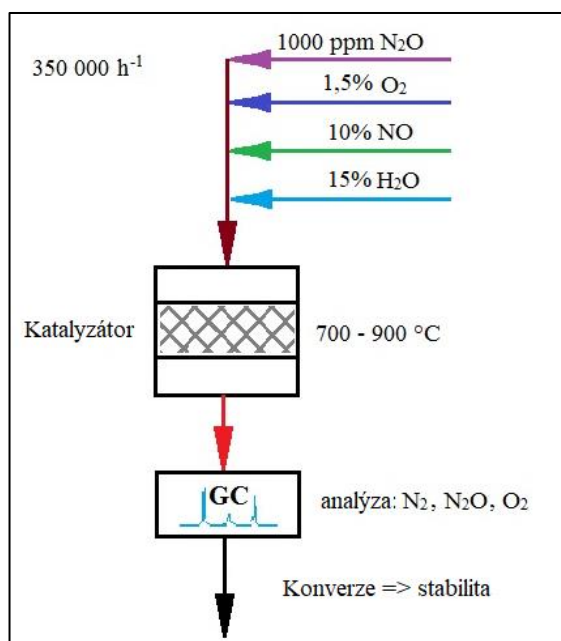 1000 ppm N₂O
350 000 h⁻¹
1,5% O₂
10% NO
15% H₂O
Katalyzátor
700 - 900 °C
GC
analýza: N₂, N₂O, O₂
Konverze => stabilita